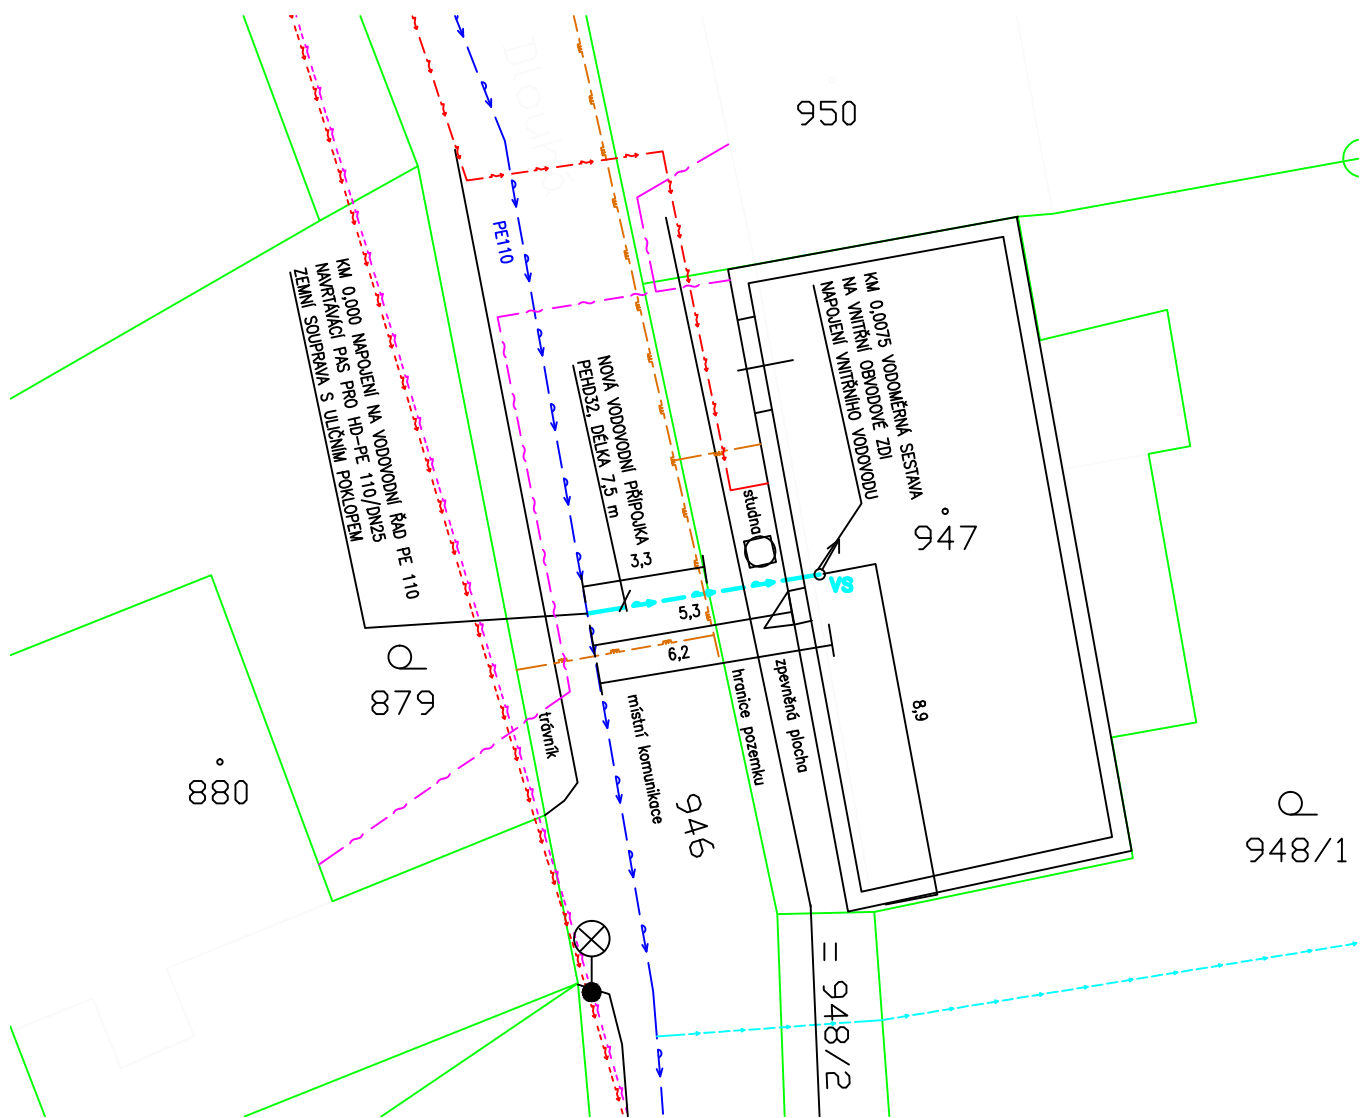 950
PE110
KM 0,000 NAPOJENÍ NA VODOVODNÍ ŘAD PE 110
NAVRTÁVACÍ PAS PRO HD-PE 110/DN25
ZEMNÍ SOUPRAVA S ULIČNÍM POKLOPEM
KM 0,0075 VODOMĚRNÁ SESTAVA
NA VNITŘNÍ OBVODOVÉ ZDI
NAPOJENÍ VNITŘNÍHO VODOVODU
NOVÁ VODOVODNÍ PŘÍPOJKA
PEHD32, DÉLKA 7,5 m
studna
947
3,3
VS
5,3
6,2
879
8,9
trávník
místní komunikace
hranice pozemku
zpevněná plocha
880
946
948/1
= 948/2